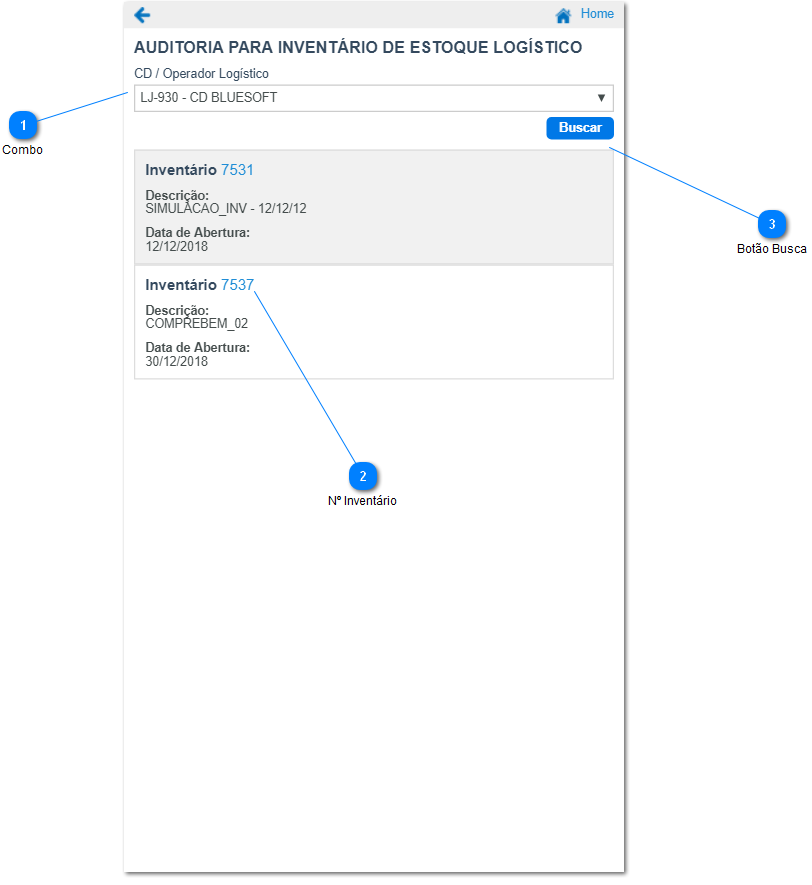 Home
AUDITORIA PARA INVENTÁRIO DE ESTOQUE LOGÍSTICO
CD / Operador Logístico
LJ-930 - CD BLUESOFT
1
Combo
Buscar
Inventário 7531
Descrição:
SIMULACAO_INV - 12/12/12
Data de Abertura:
12/12/2018
3
Botão Busca
Inventário 7537
Descrição:
COMPREBEM_02
Data de Abertura:
30/12/2018
2
Nº Inventário